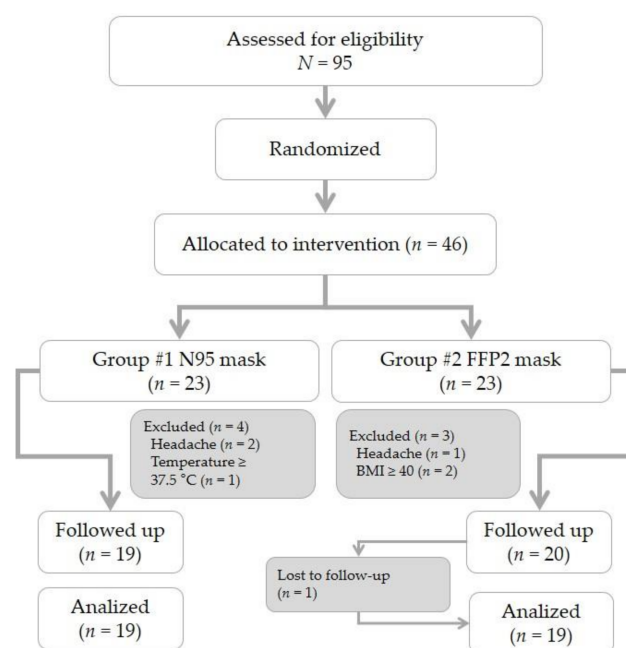 Assessed for eligibility
N = 95
Randomized
Allocated to intervention (n = 46)
Group #1 N95 mask
(n = 23)
Group #2 FFP2 mask
(n = 23)
Excluded (n = 4)
Headache (n = 2)
Temperature ≥
37.5 °C (n = 1)
Excluded (n = 3)
Headache (n = 1)
BMI ≥ 40 (n = 2)
Followed up
(n = 19)
Followed up
(n = 20)
Lost to follow-up
(n = 1)
Analized
(n = 19)
Analized
(n = 19)